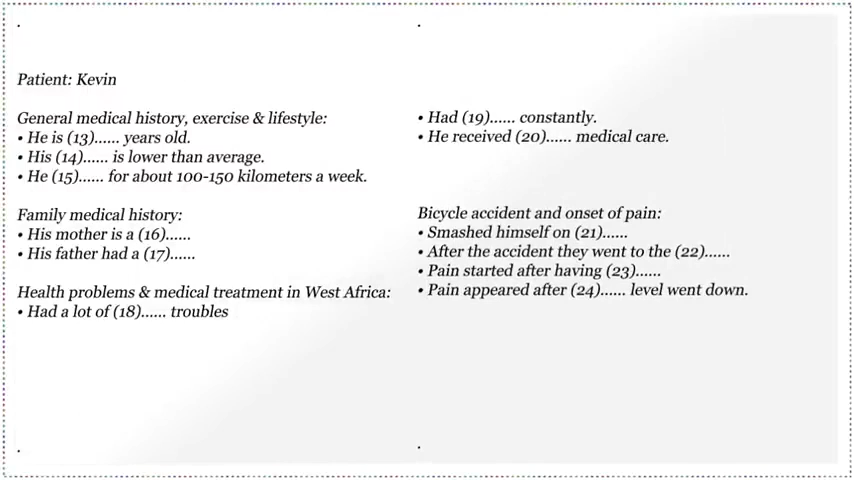 Patient: Kevin
General medical history, exercise & lifestyle:
• He is (13)...... years old.
• His (14)...... is lower than average.
• He (15)...... for about 100-150 kilometers a week.
Family medical history:
• His mother is a (16)......
• His father had a (17)......
Health problems & medical treatment in West Africa:
• Had a lot of (18)...... troubles
• Had (19)...... constantly.
• He received (20)...... medical care.
Bicycle accident and onset of pain:
• Smashed himself on (21)......
• After the accident they went to the (22)......
• Pain started after having (23)......
• Pain appeared after (24)...... level went down.